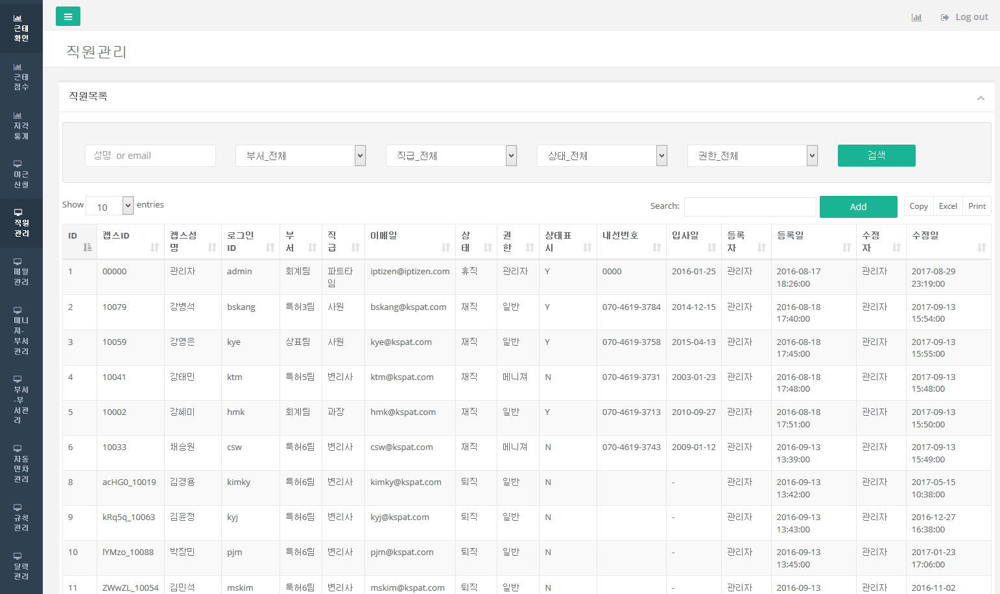 Log out
근태
확인
근태
점수
지각
통계
야근
신청
직원
관리
메일
관리
매니
저-
부서
관리
부서
-부
서관
리
자동
연차
관리
규칙
관리
달력
관리
직원관리
직원목록
성명 or email 부서_전체 직급_전체 상태_전체 권한_전체 검색
Show 10 entries Search: Add Copy Excel Print
ID 캡스ID 캡스성 로그인 부 직 이메일 상 권 상태표 내선번호 입사일 등록 등록일 수정 수정일
명 ID 서 급 태 한 시 자 자
1 00000 관리자 admin 회계팀 파트타 iptizen@iptizen.com 휴직 관리자 Y 0000 2016-01-25 관리자 2016-08-17 관리자 2017-08-29
임 18:26:00 23:19:00
2 10079 강병석 bskang 특허3팀 사원 bskang@kspat.com 재직 일반 Y 070-4619-3784 2014-12-15 관리자 2016-08-18 관리자 2017-09-13
17:40:00 15:54:00
3 10059 강영은 kye 상표팀 사원 kye@kspat.com 재직 일반 Y 070-4619-3758 2015-04-13 관리자 2016-08-18 관리자 2017-09-13
17:45:00 15:55:00
4 10041 강태민 ktm 특허5팀 변리사 ktm@kspat.com 재직 메니져 N 070-4619-3731 2003-01-23 관리자 2016-08-18 관리자 2017-09-13
17:48:00 15:48:00
5 10002 강혜미 hmk 회계팀 과장 hmk@kspat.com 재직 일반 Y 070-4619-3713 2010-09-27 관리자 2016-08-18 관리자 2017-09-13
17:51:00 15:50:00
6 10033 채승원 csw 특허6팀 변리사 csw@kspat.com 재직 메니져 N 070-4619-3743 2009-01-12 관리자 2016-09-13 관리자 2017-09-13
13:39:00 15:49:00
8 acHG0_10019 김경용 kimky 특허6팀 변리사 kimky@kspat.com 퇴직 일반 N - 관리자 2016-09-13 관리자 2017-05-15
13:42:00 10:38:00
9 kRq5q_10063 김윤정 kyj 특허6팀 변리사 kyj@kspat.com 퇴직 일반 N - 관리자 2016-09-13 관리자 2016-12-27
13:43:00 16:38:00
10 lYMzo_10088 박장민 pjm 특허6팀 변리사 pjm@kspat.com 퇴직 일반 N - 관리자 2016-09-13 관리자 2017-01-23
13:45:00 17:06:00
11 ZWwZL_10054 김민석 mskim 특허6팀 변리사 mskim@kspat.com 퇴직 일반 N - 관리자 2016-09-13 관리자 2016-11-02